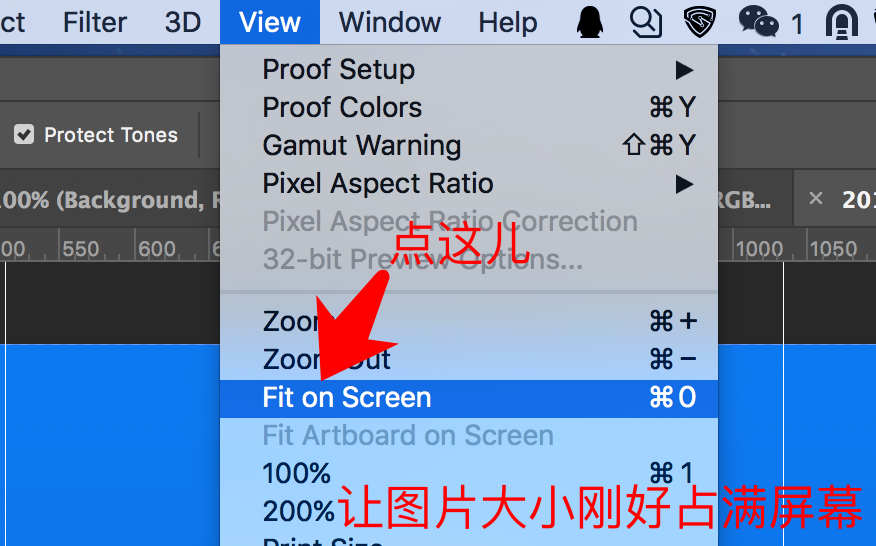 ct Filter 3D View Window Help 1
Proof Setup
Proof Colors ⌘Y
Protect Tones
Gamut Warning ⇧⌘Y
Pixel Aspect Ratio
.00% (Background, R
RGB...
× 201
Pixel Aspect Ratio Correction
点这儿
00 550 600 6
1000 1050
32-bit Preview Options...
Zoom ⌘+
Zoom Out ⌘−
Fit on Screen ⌘0
Fit Artboard on Screen
100% ⌘1
让图片大小刚好占满屏幕
200%
Print Size